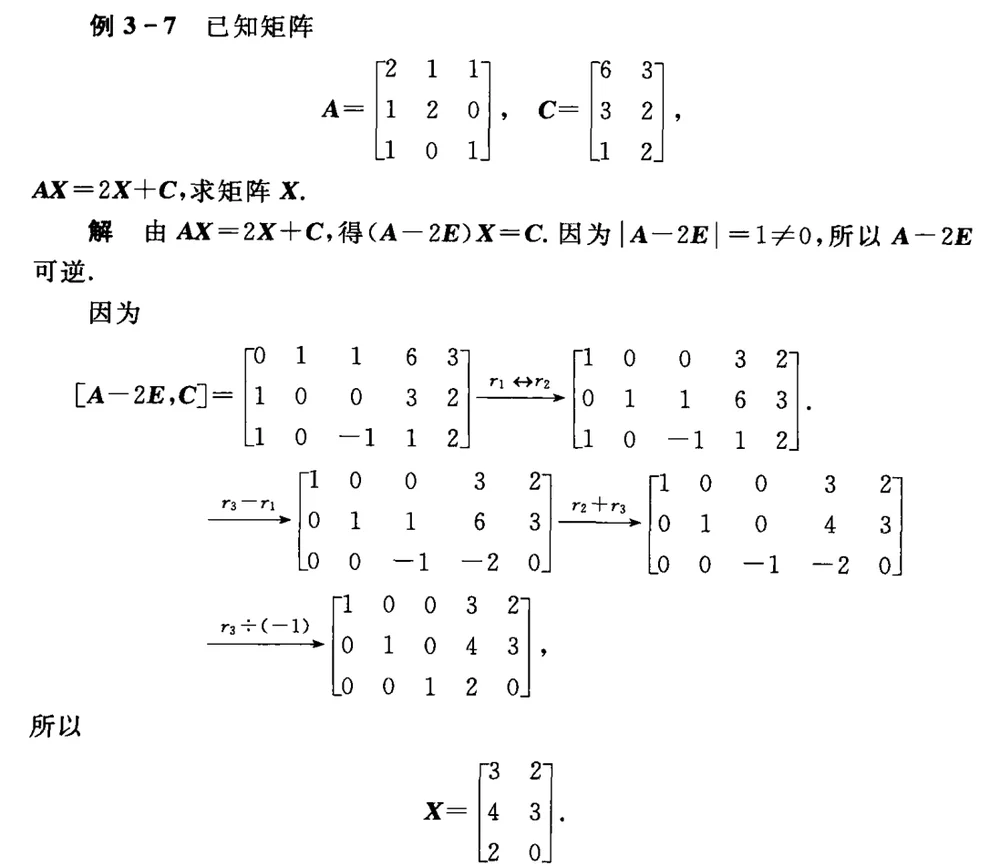 例 3-7 已知矩阵
A=[2 1 1; 1 2 0; 1 0 1], C=[6 3; 3 2; 1 2],
AX=2X+C,求矩阵 X.
解 由 AX=2X+C,得(A-2E)X=C. 因为|A-2E|=1≠0,所以 A-2E
可逆.
因为
[A-2E,C]=[0 1 1 6 3; 1 0 0 3 2; 1 0 -1 1 2] r₁↔r₂→ [1 0 0 3 2; 0 1 1 6 3; 1 0 -1 1 2].
r₃-r₁→ [1 0 0 3 2; 0 1 1 6 3; 0 0 -1 -2 0] r₂+r₃→ [1 0 0 3 2; 0 1 0 4 3; 0 0 -1 -2 0]
r₃÷(-1)→ [1 0 0 3 2; 0 1 0 4 3; 0 0 1 2 0],
所以
X=[3 2; 4 3; 2 0].